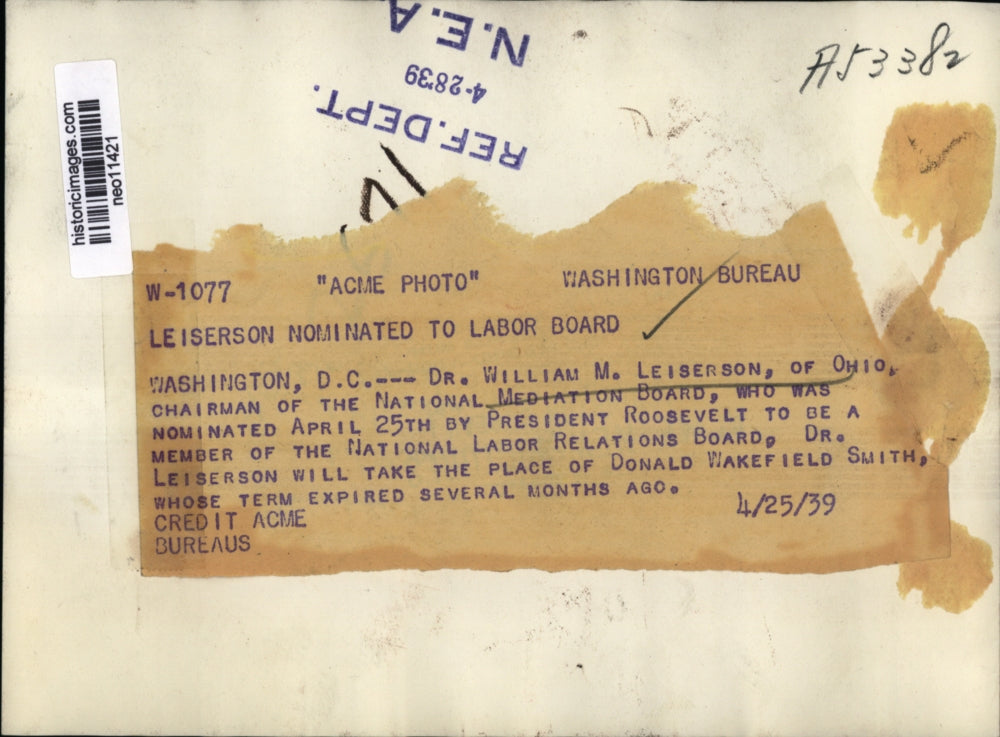 N.E.A.
4-28'39
REF.DEPT.
A53382
historicimages.com
neo11421
W-1077 "ACME PHOTO" WASHINGTON BUREAU
LEISERSON NOMINATED TO LABOR BOARD
WASHINGTON, D.C.--- DR. WILLIAM M. LEISERSON, OF OHIO,
CHAIRMAN OF THE NATIONAL MEDIATION BOARD, WHO WAS
NOMINATED APRIL 25TH BY PRESIDENT ROOSEVELT TO BE A
MEMBER OF THE NATIONAL LABOR RELATIONS BOARD. DR.
LEISERSON WILL TAKE THE PLACE OF DONALD WAKEFIELD SMITH,
WHOSE TERM EXPIRED SEVERAL MONTHS AGO.
CREDIT ACME 4/25/39
BUREAUS